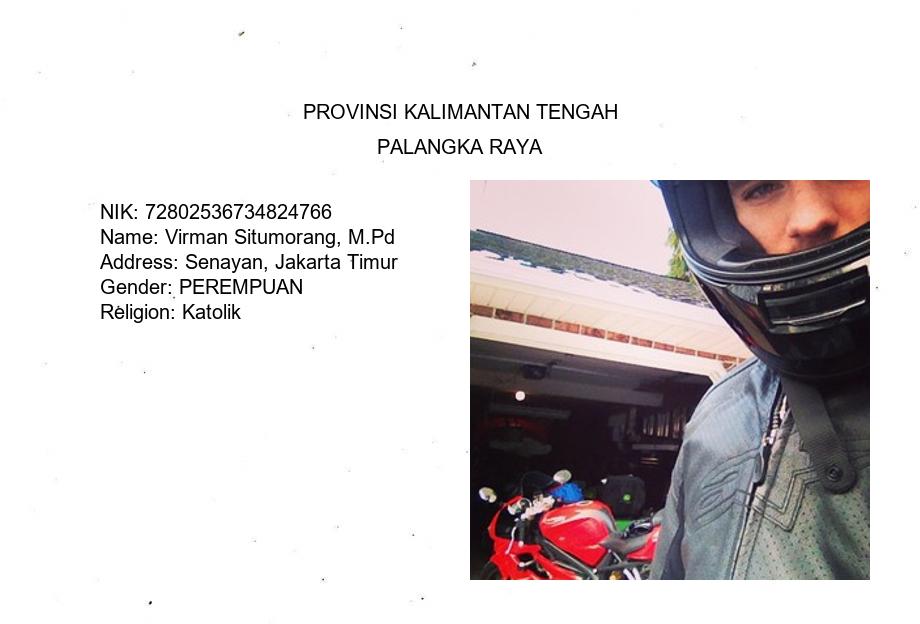 PROVINSI KALIMANTAN TENGAH
PALANGKA RAYA
NIK: 72802536734824766
Name: Virman Situmorang, M.Pd
Address: Senayan, Jakarta Timur
Gender: PEREMPUAN
Religion: Katolik